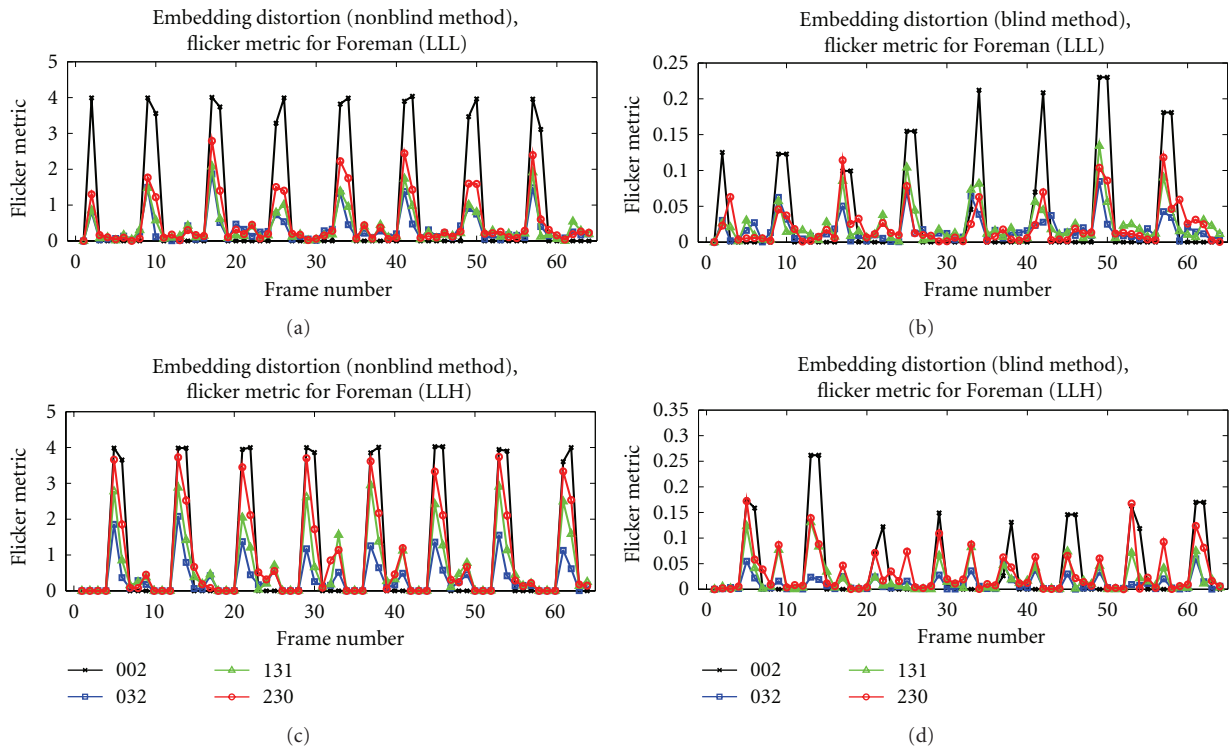 Embedding distortion (nonblind method),
flicker metric for Foreman (LLL)
5
4
3
2
1
0
Flicker metric
0 10 20 30 40 50 60
Frame number
(a)
Embedding distortion (blind method),
flicker metric for Foreman (LLL)
0.25
0.2
0.15
0.1
0.05
0
Flicker metric
0 10 20 30 40 50 60
Frame number
(b)
Embedding distortion (nonblind method),
flicker metric for Foreman (LLH)
5
4
3
2
1
0
Flicker metric
0 10 20 30 40 50 60
Frame number
002
032
131
230
(c)
Embedding distortion (blind method),
flicker metric for Foreman (LLH)
0.35
0.3
0.25
0.2
0.15
0.1
0.05
0
Flicker metric
0 10 20 30 40 50 60
Frame number
002
032
131
230
(d)